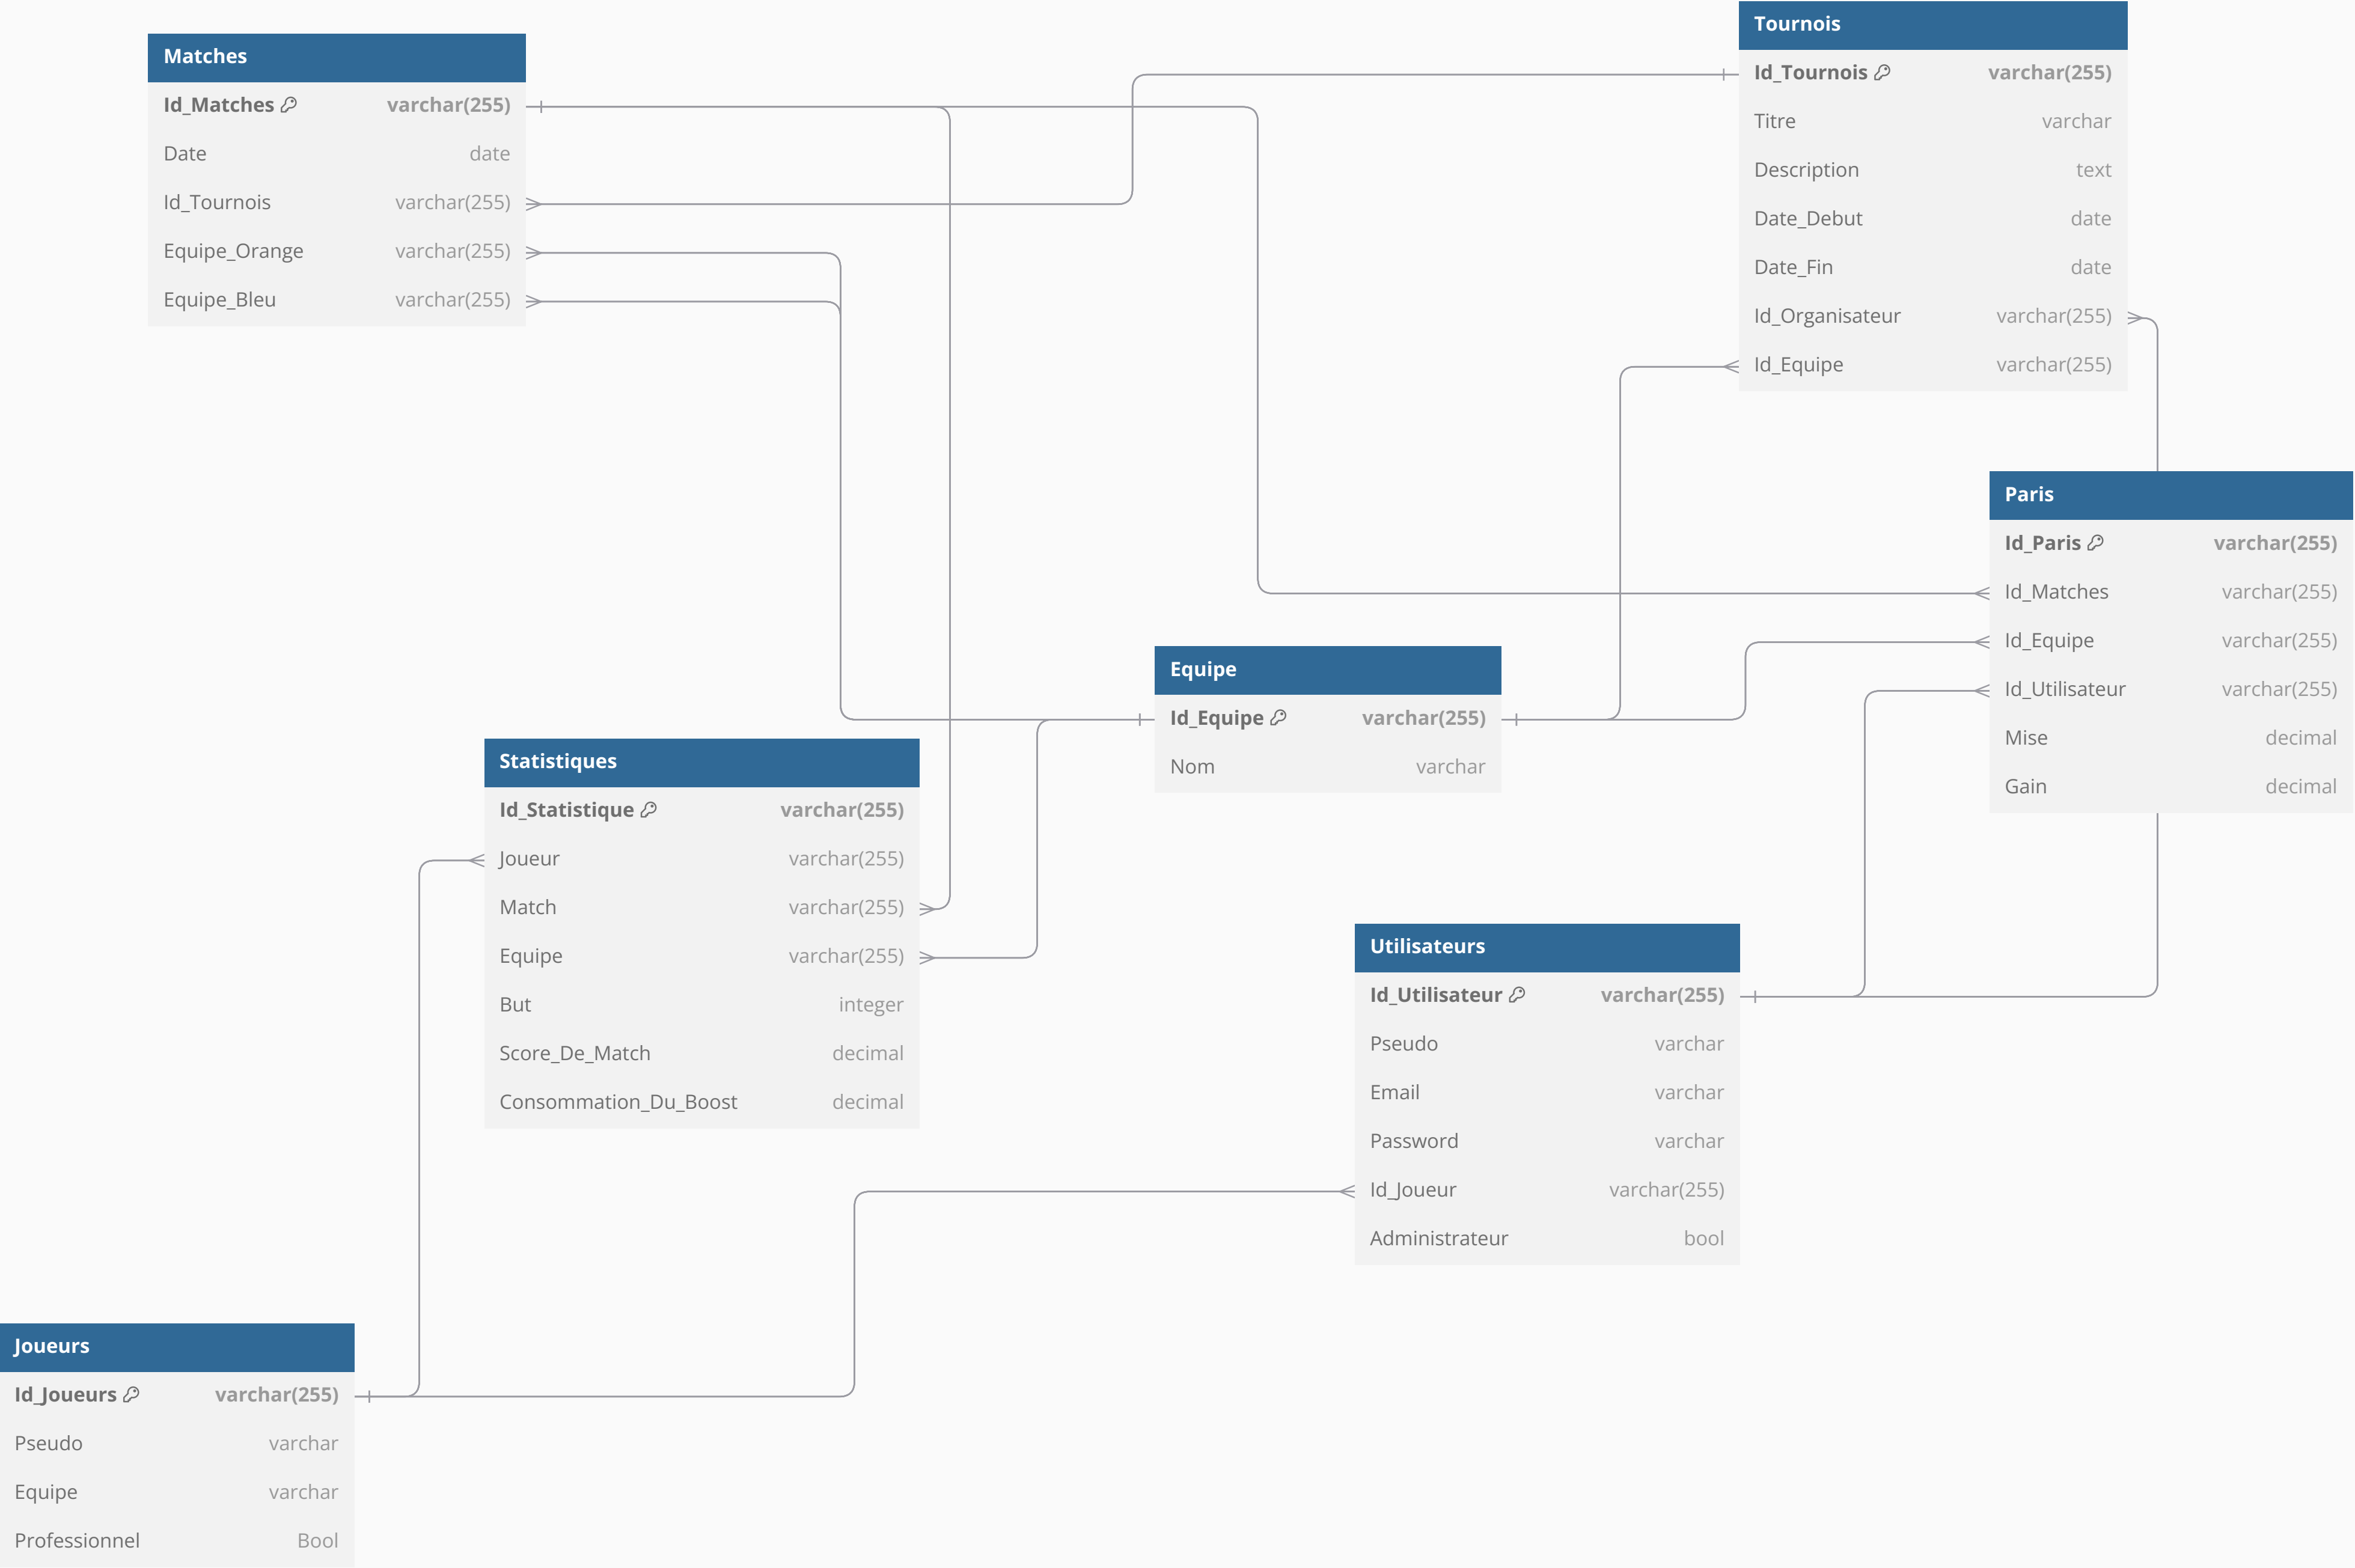 Matches
Id_Matches varchar(255)
Date date
Id_Tournois varchar(255)
Equipe_Orange varchar(255)
Equipe_Bleu varchar(255)
Tournois
Id_Tournois varchar(255)
Titre varchar
Description text
Date_Debut date
Date_Fin date
Id_Organisateur varchar(255)
Id_Equipe varchar(255)
Paris
Id_Paris varchar(255)
Id_Matches varchar(255)
Id_Equipe varchar(255)
Id_Utilisateur varchar(255)
Mise decimal
Gain decimal
Equipe
Id_Equipe varchar(255)
Nom varchar
Statistiques
Id_Statistique varchar(255)
Joueur varchar(255)
Match varchar(255)
Equipe varchar(255)
But integer
Score_De_Match decimal
Consommation_Du_Boost decimal
Utilisateurs
Id_Utilisateur varchar(255)
Pseudo varchar
Email varchar
Password varchar
Id_Joueur varchar(255)
Administrateur bool
Joueurs
Id_Joueurs varchar(255)
Pseudo varchar
Equipe varchar
Professionnel Bool